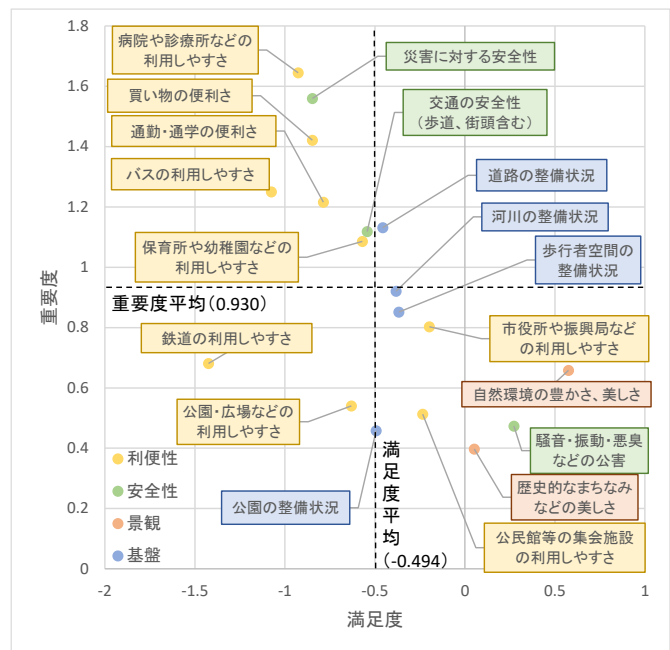 1.8
1.6
1.4
1.2
1
0.8
0.6
0.4
0.2
0
-2
-1.5
-1
-0.5
0
0.5
1
重要度
満足度
病院や診療所などの
利用しやすさ
災害に対する安全性
買い物の便利さ
交通の安全性
(歩道、街頭含む)
通勤・通学の便利さ
バスの利用しやすさ
道路の整備状況
河川の整備状況
保育所や幼稚園などの
利用しやすさ
歩行者空間の
整備状況
重要度平均(0.930)
鉄道の利用しやすさ
市役所や振興局など
の利用しやすさ
自然環境の豊かさ、美しさ
公園・広場などの
利用しやすさ
騒音・振動・悪臭
などの公害
利便性
安全性
景観
基盤
公園の整備状況
満足度平均
(-0.494)
歴史的なまちなみ
などの美しさ
公民館等の集会施設
の利用しやすさ